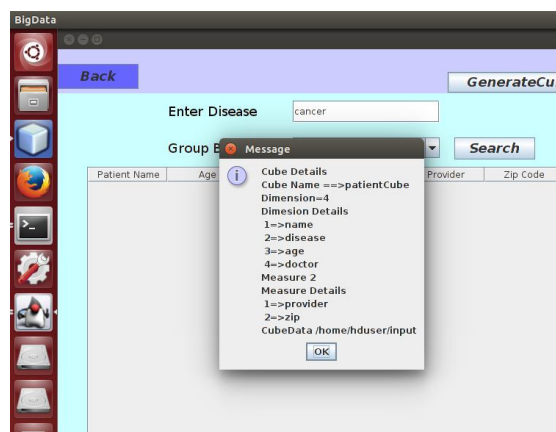 BigData
Back
GenerateCu
Enter Disease
cancer
Group B
Search
Message
Patient Name
Age
Provider
Zip Code
Cube Details
Cube Name ==>patientCube
Dimension=4
Dimesion Details
1=>name
2=>disease
3=>age
4=>doctor
Measure 2
Measure Details
1=>provider
2=>zip
CubeData /home/hduser/input
OK